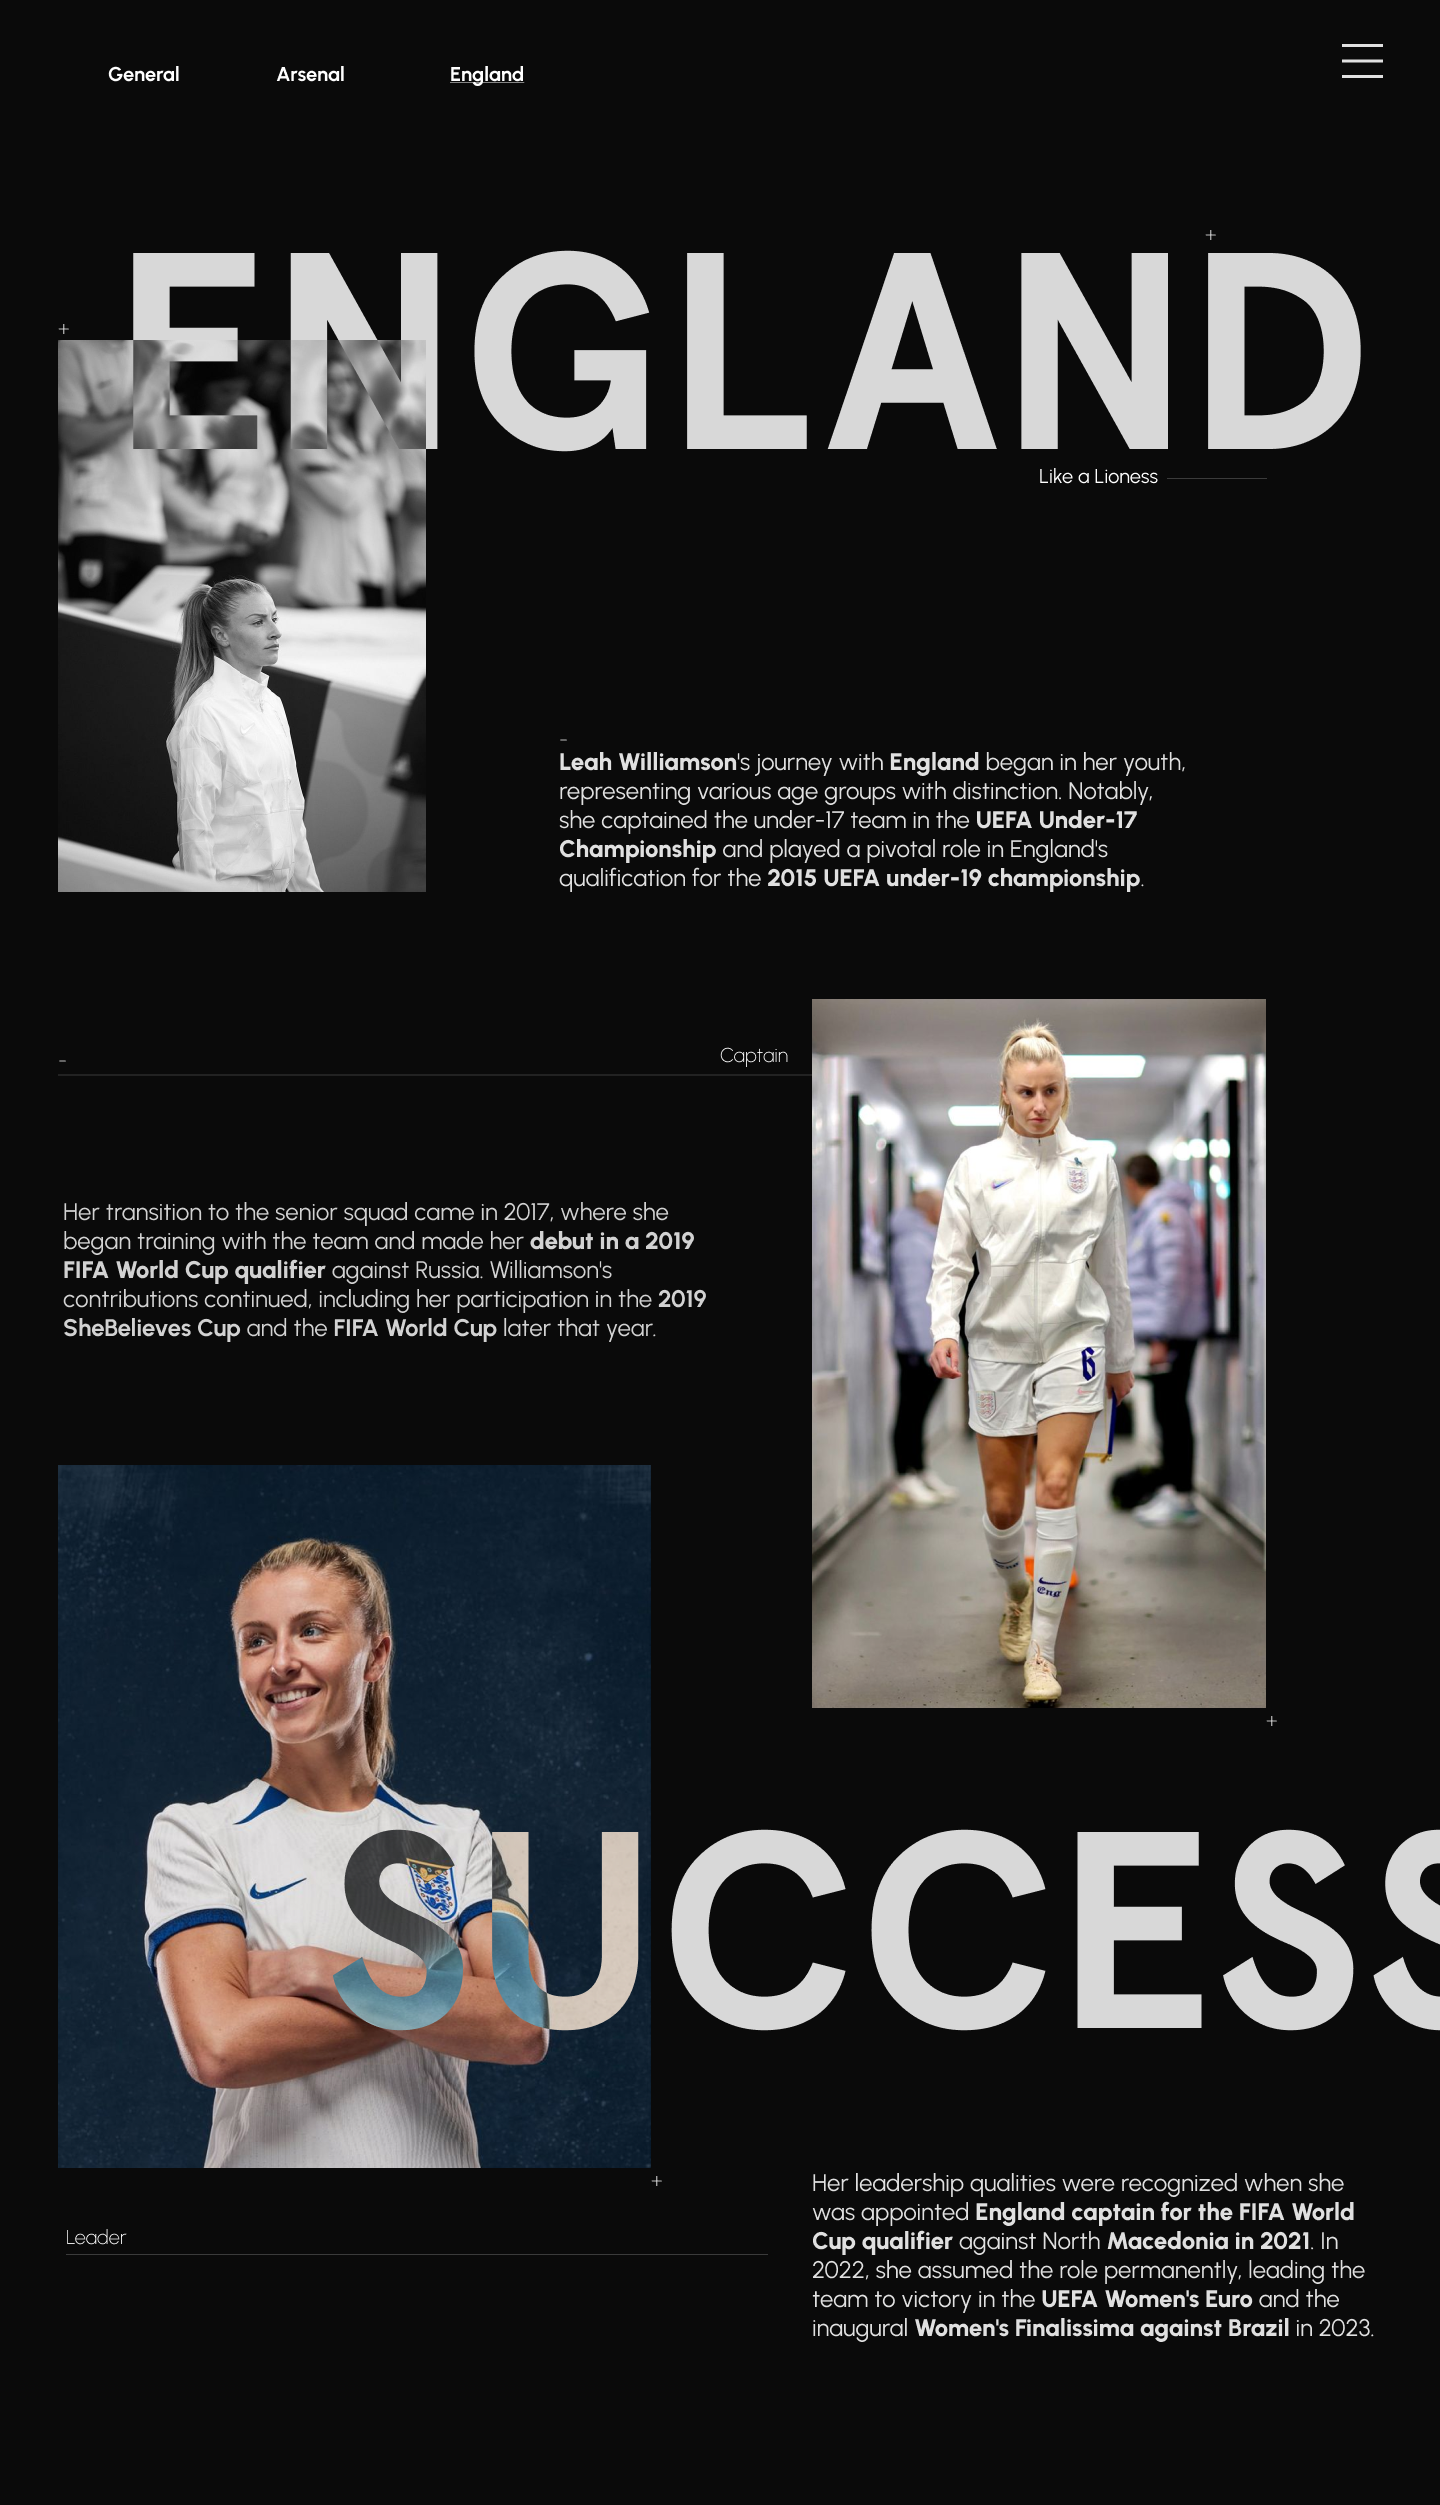 General Arsenal England
ENGLAND
Like a Lioness
Leah Williamson's journey with England began in her youth,
representing various age groups with distinction. Notably,
she captained the under-17 team in the UEFA Under-17
Championship and played a pivotal role in England's
qualification for the 2015 UEFA under-19 championship.
Captain
Her transition to the senior squad came in 2017, where she
began training with the team and made her debut in a 2019
FIFA World Cup qualifier against Russia. Williamson's
contributions continued, including her participation in the 2019
SheBelieves Cup and the FIFA World Cup later that year.
6
Eng
SUCCESS
Her leadership qualities were recognized when she
was appointed England captain for the FIFA World
Cup qualifier against North Macedonia in 2021. In
2022, she assumed the role permanently, leading the
team to victory in the UEFA Women's Euro and the
inaugural Women's Finalissima against Brazil in 2023.
Leader